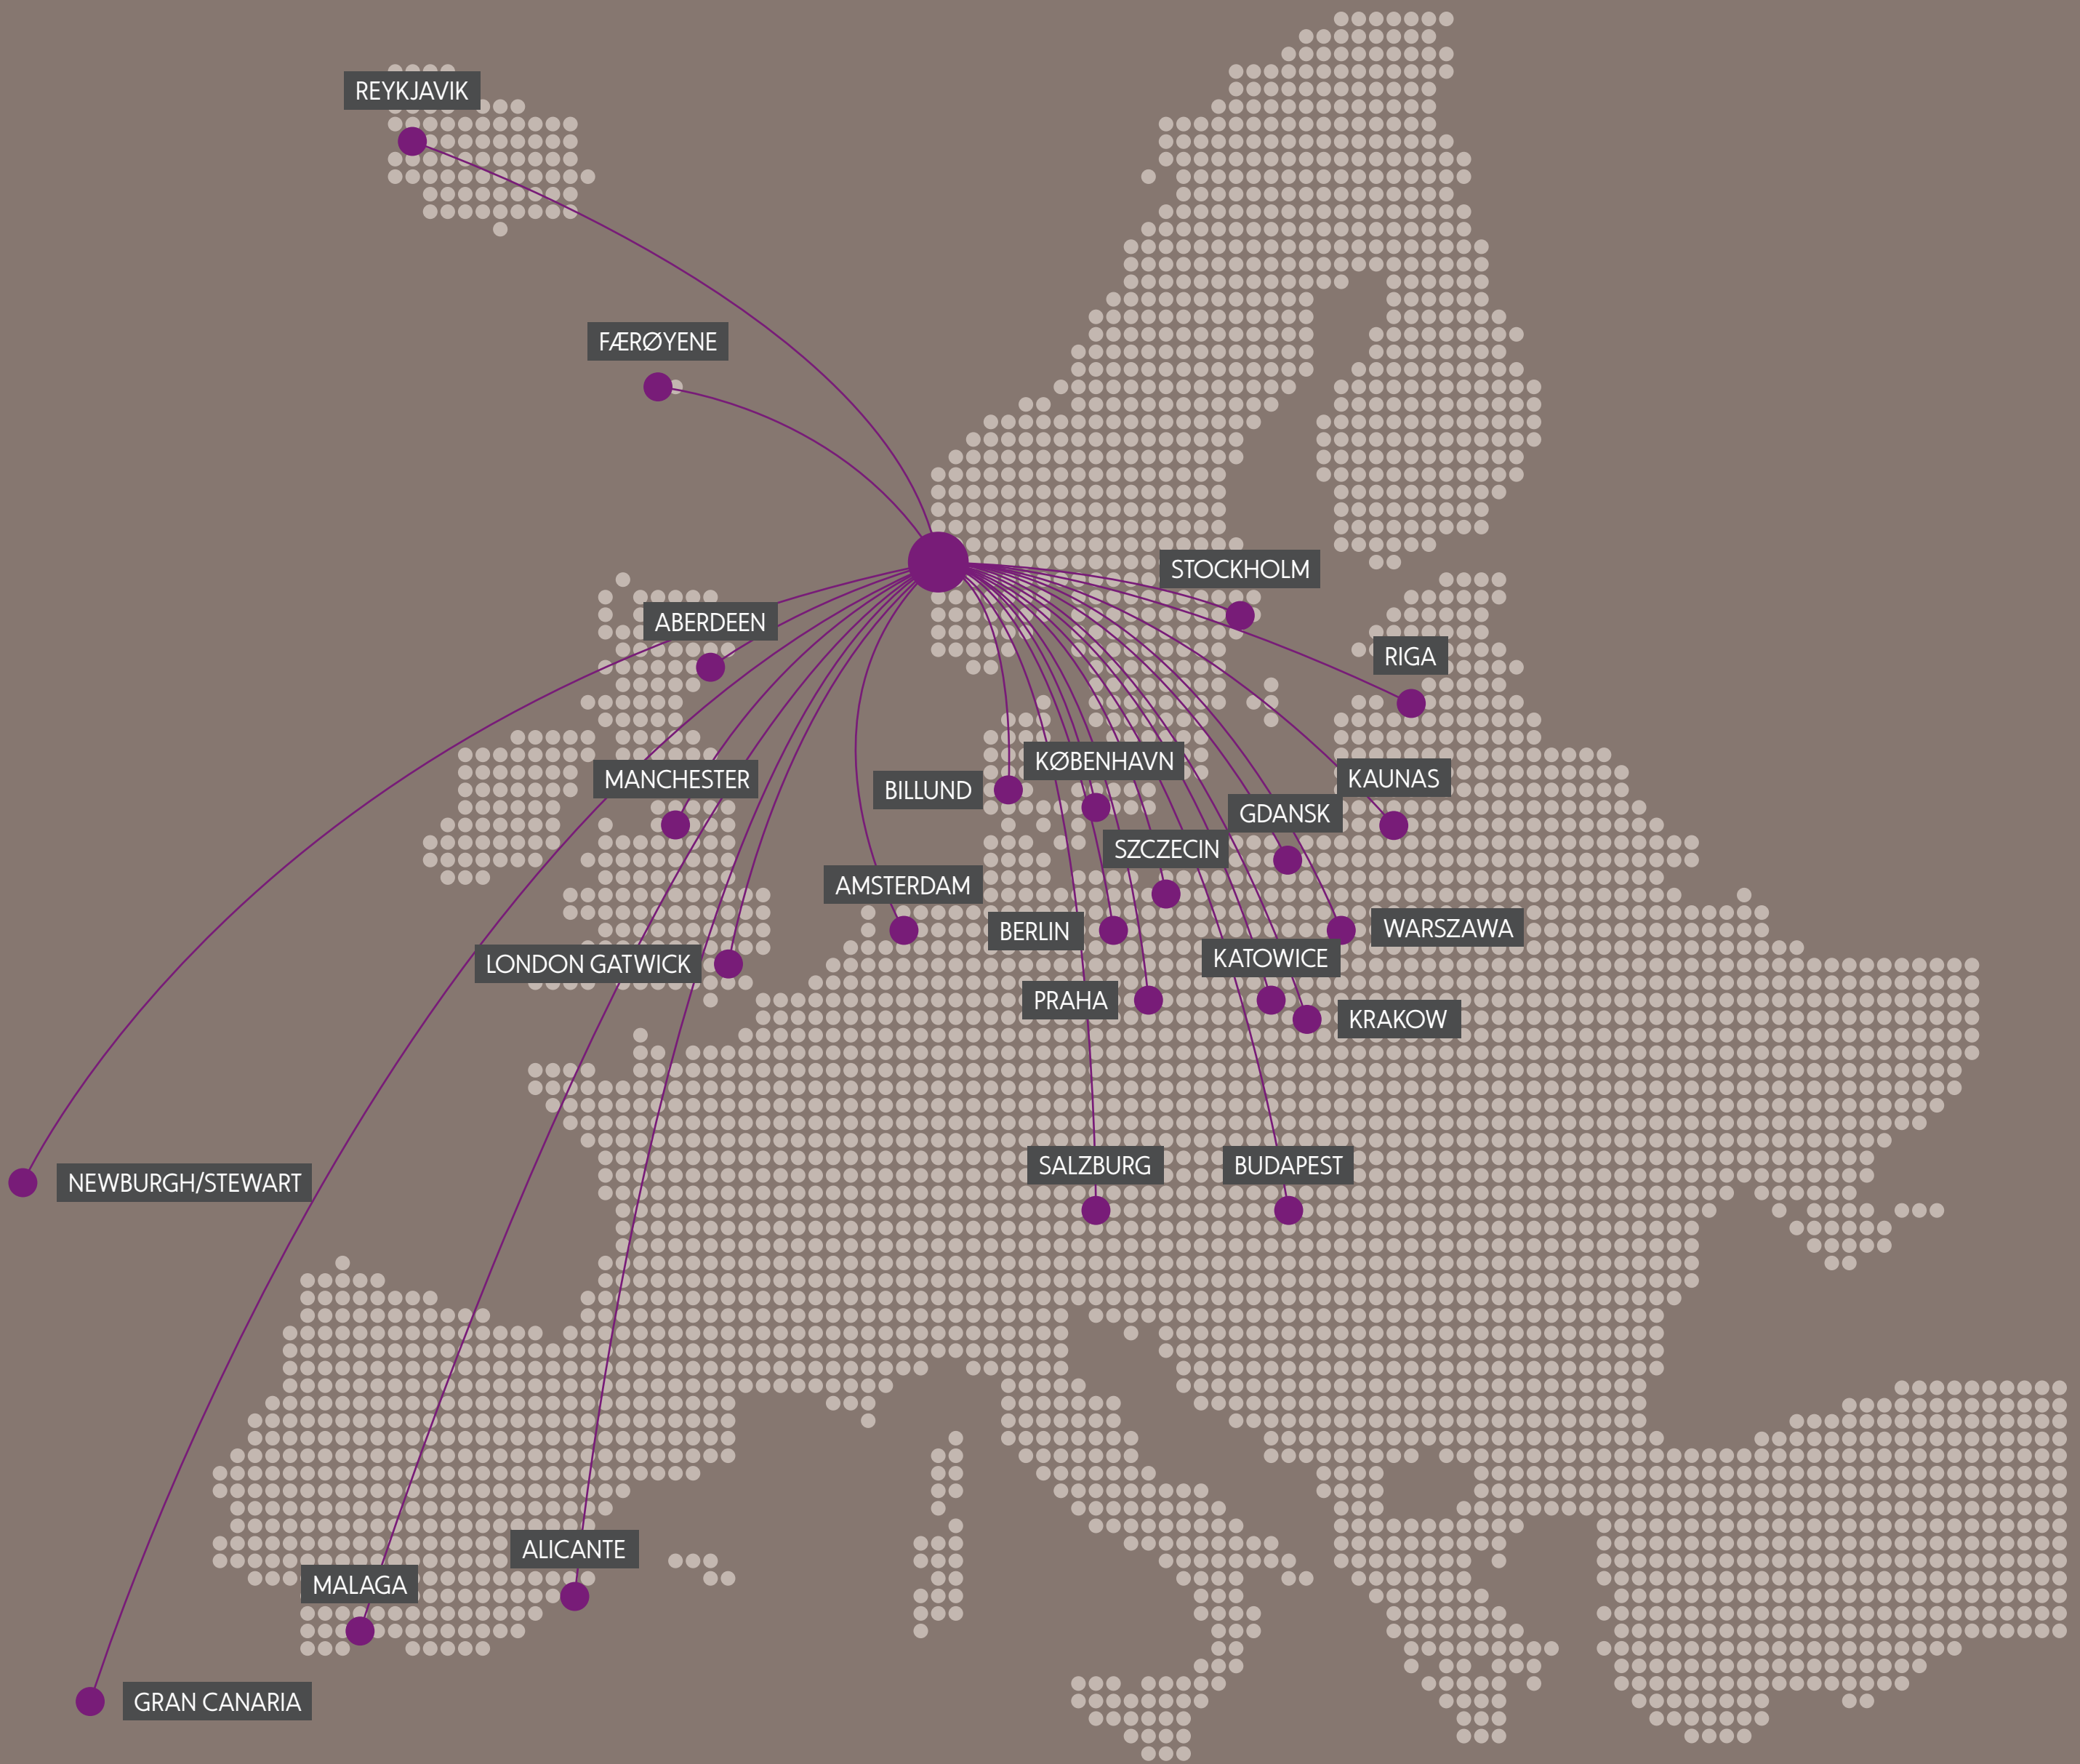 REYKJAVIK
FÆRØYENE
STOCKHOLM
ABERDEEN
RIGA
KØBENHAVN
MANCHESTER
KAUNAS
BILLUND
GDANSK
SZCZECIN
AMSTERDAM
WARSZAWA
BERLIN
KATOWICE
LONDON GATWICK
PRAHA
KRAKOW
SALZBURG
BUDAPEST
NEWBURGH/STEWART
ALICANTE
MALAGA
GRAN CANARIA